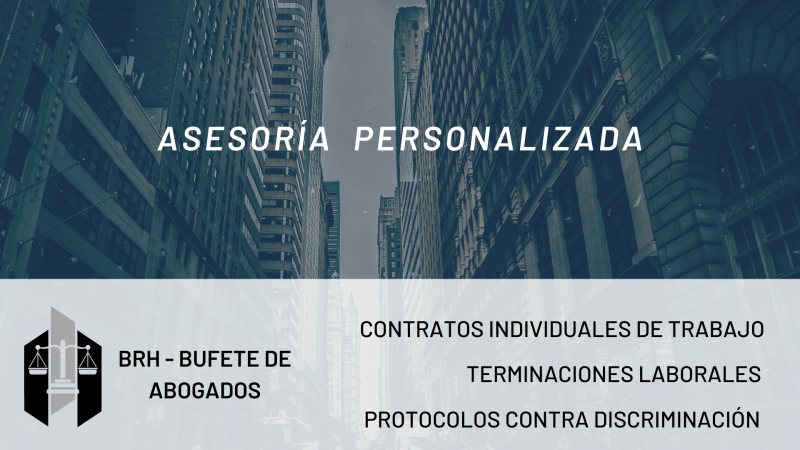 ASESORÍA PERSONALIZADA
BRH - BUFETE DE
ABOGADOS
CONTRATOS INDIVIDUALES DE TRABAJO
TERMINACIONES LABORALES
PROTOCOLOS CONTRA DISCRIMINACIÓN